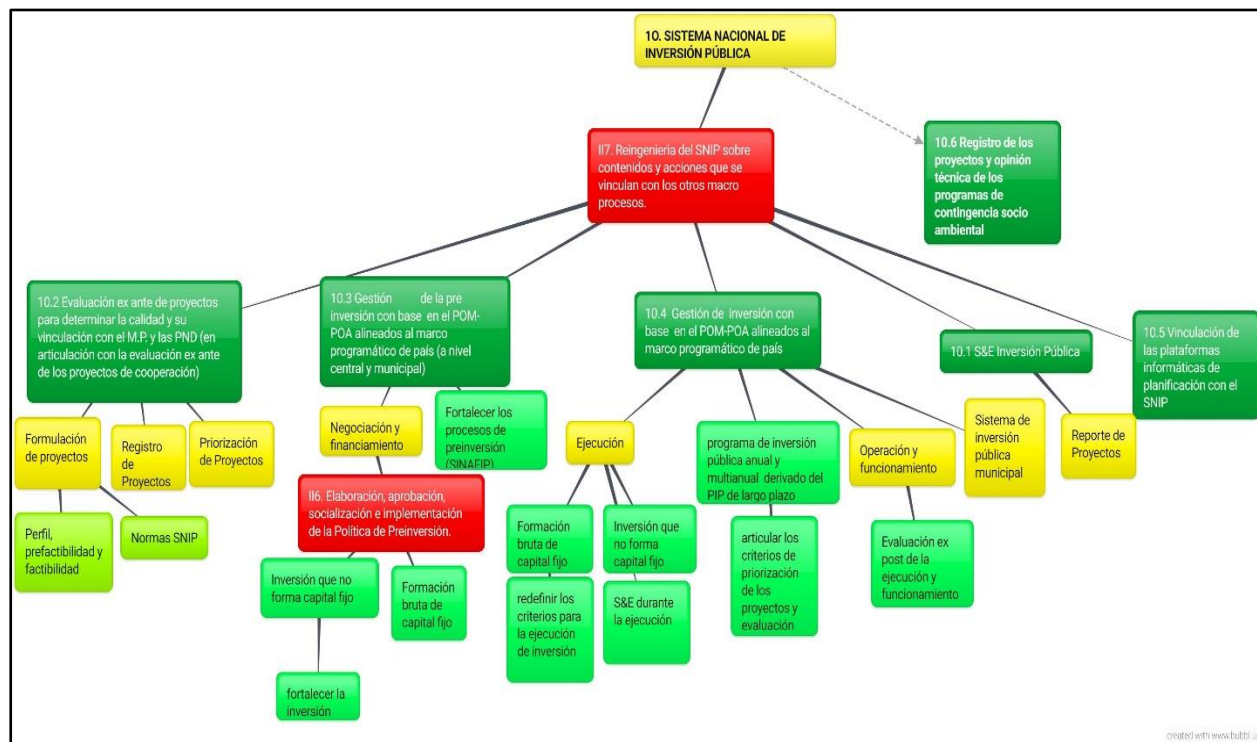 10. SISTEMA NACIONAL DE
INVERSIÓN PÚBLICA
II7. Reingenieria del SNIP sobre
contenidos y acciones que se
vinculan con los otros macro
procesos.
10.6 Registro de los
proyectos y opinión
técnica de los
programas de
contingencia socio
ambiental
10.2 Evaluación ex ante de proyectos
para determinar la calidad y su
vinculación con el M.P. y las PND (en
articulación con la evaluación ex ante
de los proyectos de cooperación)
10.3 Gestión de la pre
inversión con base en el POM-
POA alineados al marco
programático de país (a nivel
central y municipal)
10.4 Gestión de inversión con
base en el POM-POA alineados al
marco programático de país
10.1 S&E Inversión Pública
10.5 Vinculación de
las plataformas
informáticas de
planificación con el
SNIP
Formulación
de proyectos
Registro
de
Proyectos
Priorización
de Proyectos
Negociación y
financiamiento
Fortalecer los
procesos de
preinversión
(SINAFIP)
Ejecución
programa de inversión
pública anual y
multianual derivado del
PIP de largo plazo
Operación y
funcionamiento
Sistema de
inversión
pública
municipal
Reporte de
Proyectos
Perfil,
prefactibilidad y
factibilidad
Normas SNIP
II6. Elaboración, aprobación,
socialización e implementación
de la Política de Preinversión.
Inversión que no
forma capital fijo
Formación
bruta de
capital fijo
fortalecer la
inversión
Formación
bruta de
capital fijo
Inversión que
no forma
capital fijo
redefinir los
criterios para
la ejecución
de inversión
S&E durante
la ejecución
articular los
criterios de
priorización
de los
proyectos y
evaluación
Evaluación ex
post de la
ejecución y
funcionamiento
created with www.bubbl.us